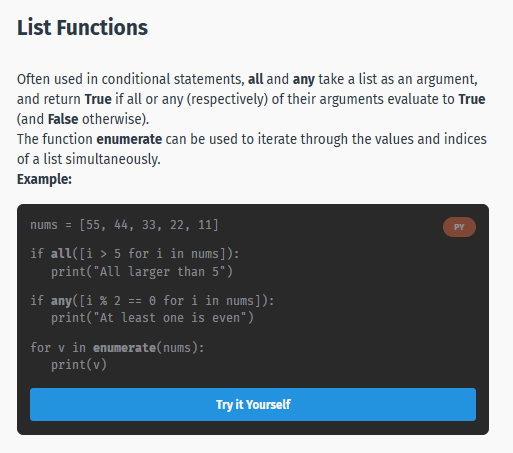 List Functions
Often used in conditional statements, all and any take a list as an argument,
and return True if all or any (respectively) of their arguments evaluate to True
(and False otherwise).
The function enumerate can be used to iterate through the values and indices
of a list simultaneously.
Example:
nums = [55, 44, 33, 22, 11]
PY
if all([i > 5 for i in nums]):
   print("All larger than 5")
if any([i % 2 == 0 for i in nums]):
   print("At least one is even")
for v in enumerate(nums):
   print(v)
Try it Yourself